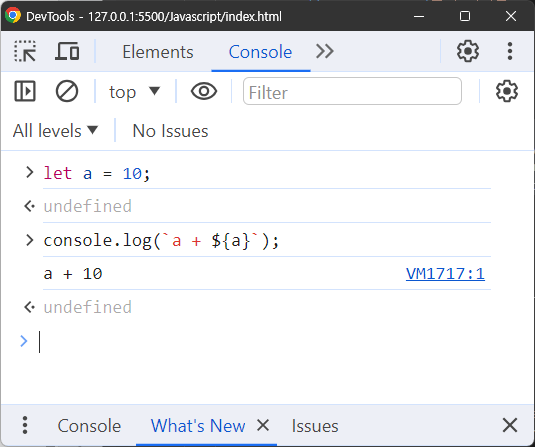 DevTools - 127.0.0.1:5500/Javascript/index.html
Elements Console
top Filter
All levels No Issues
let a = 10;
undefined
console.log(`a + ${a}`);
a + 10 VM1717:1
undefined
Console What's New Issues